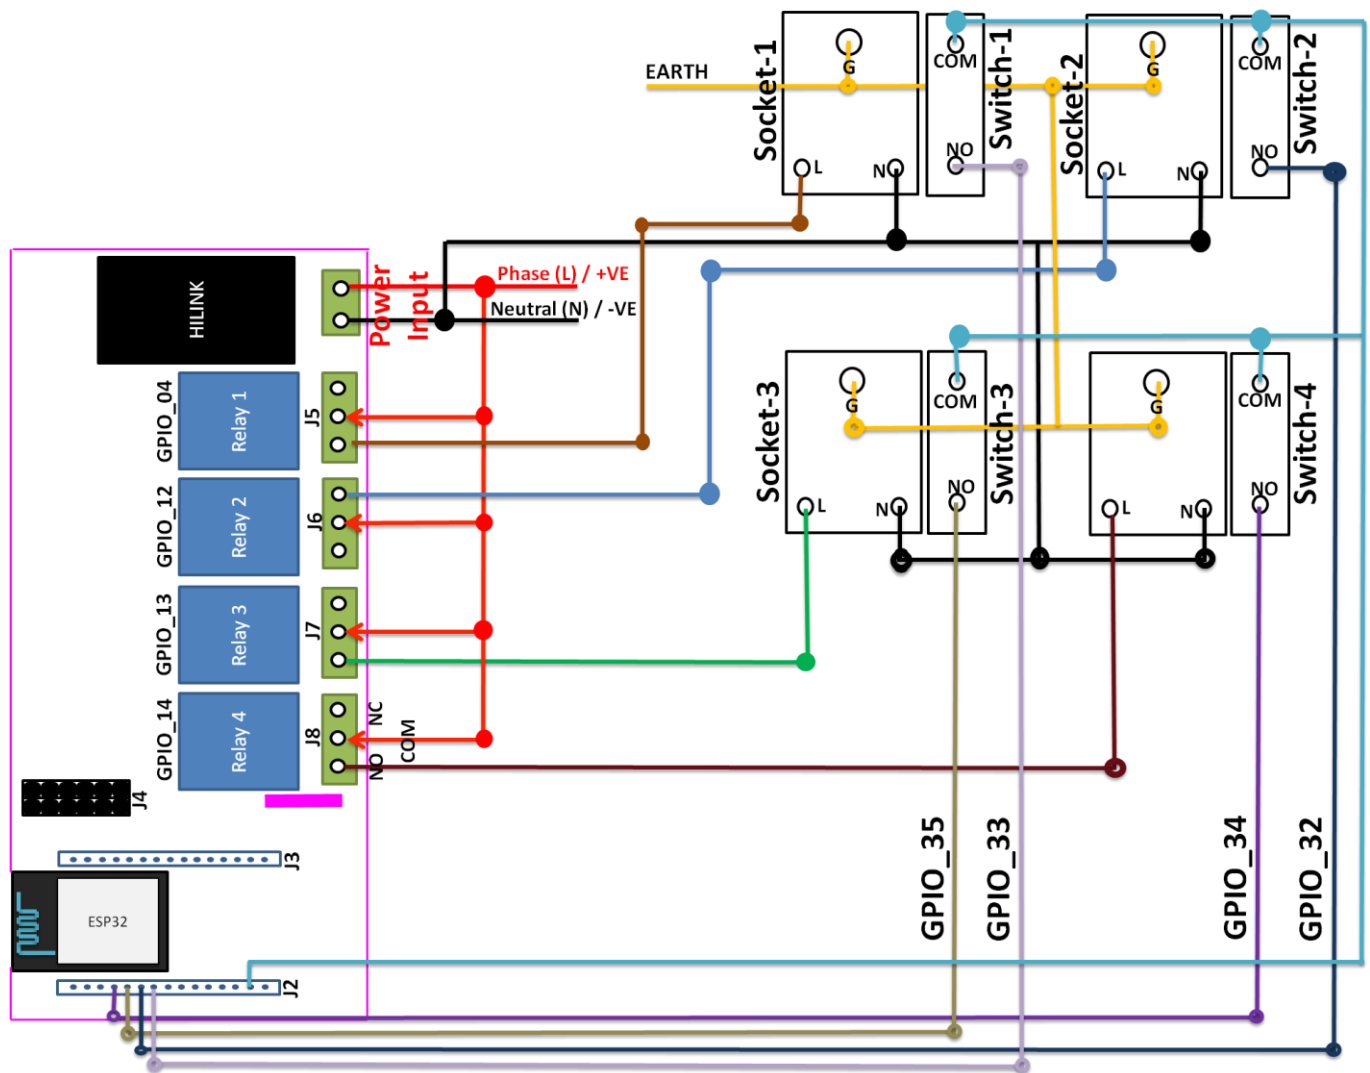 EARTH
Socket-1
G
L
N
COM
NO
Switch-1
Socket-2
G
L
N
COM
NO
Switch-2
HILINK
Power
Input
Phase (L) / +VE
Neutral (N) / -VE
GPIO_04
Relay 1
J5
GPIO_12
Relay 2
J6
GPIO_13
Relay 3
J7
GPIO_14
Relay 4
J8
NC
COM
NO
Socket-3
G
L
N
COM
NO
Switch-3
G
L
N
COM
NO
Switch-4
J4
J3
ESP32
J2
GPIO_35
GPIO_33
GPIO_34
GPIO_32